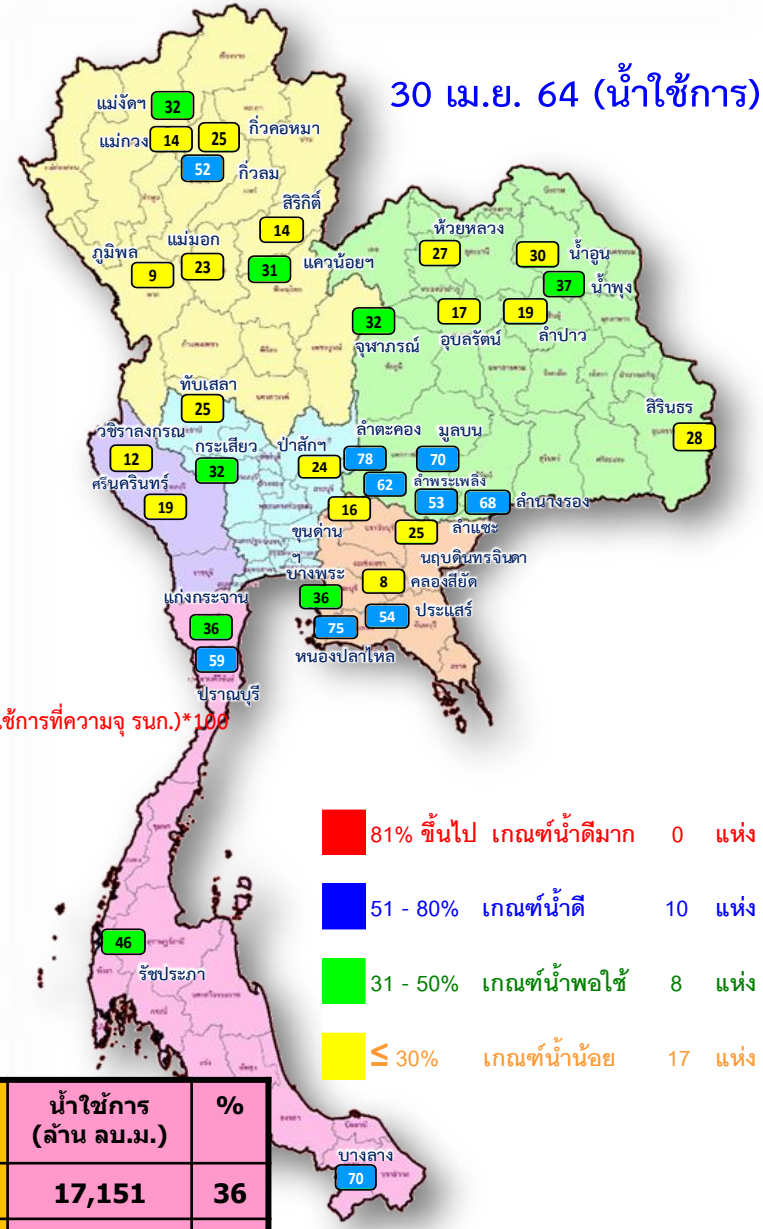 30 เม.ย. 64 (น้ำใช้การ)
แม่งัดฯ
32
แม่กวง
14
25
กิ่วคอหมา
52
กิ่วลม
สิริกิติ์
14
ภูมิพล
9
แม่มอก
23
31
แควน้อยฯ
ห้วยหลวง
27
30
น้ำอูน
37
น้ำพุง
32
จุฬาภรณ์
17
อุบลรัตน์
19
ลำปาว
สิรินธร
28
ทับเสลา
25
วชิราลงกรณ
12
กระเสียว
32
ศรีนครินทร์
19
ป่าสักฯ
24
ลำตะคอง
78
มูลบน
70
62
ลำพระเพลิง
53
ลำแซะ
68
ลำนางรอง
16
ขุนด่าน
ฯ
25
นฤบดินทรจินดา
บางพระ
36
8
คลองสียัด
54
ประแสร์
75
หนองปลาไหล
แก่งกระจาน
36
59
ปราณบุรี
ช้การที่ความจุ รนก.)*100
81% ขึ้นไป เกณฑ์น้ำดีมาก 0 แห่ง
51 - 80% เกณฑ์น้ำดี 10 แห่ง
31 - 50% เกณฑ์น้ำพอใช้ 8 แห่ง
≤ 30% เกณฑ์น้ำน้อย 17 แห่ง
46
รัชประภา
น้ำใช้การ %
(ล้าน ลบ.ม.)
17,151 36
บางลาง
70